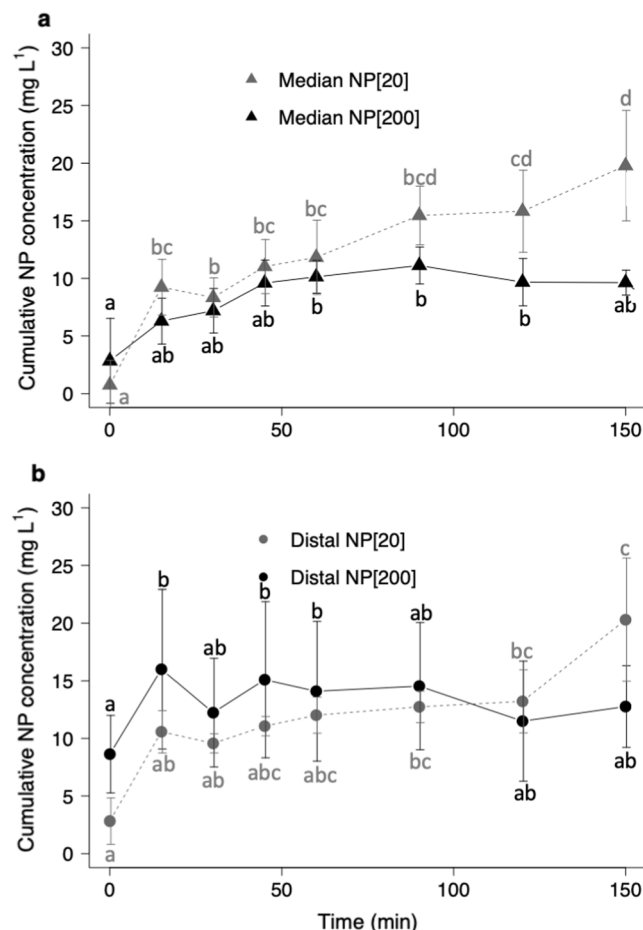 a
30
25
20
15
10
5
0
Cumulative NP concentration (mg L¹)
Median NP[20]
Median NP[200]
d
cd
bcd
bc
bc
bc
b
a
a
ab
ab
ab
b
b
b
ab
0
50
100
150
b
30
25
20
15
10
5
0
Cumulative NP concentration (mg L¹)
Distal NP[20]
Distal NP[200]
c
b
b
b
ab
ab
bc
a
ab
ab
abc
abc
bc
ab
ab
a
0
50
100
150
Time (min)